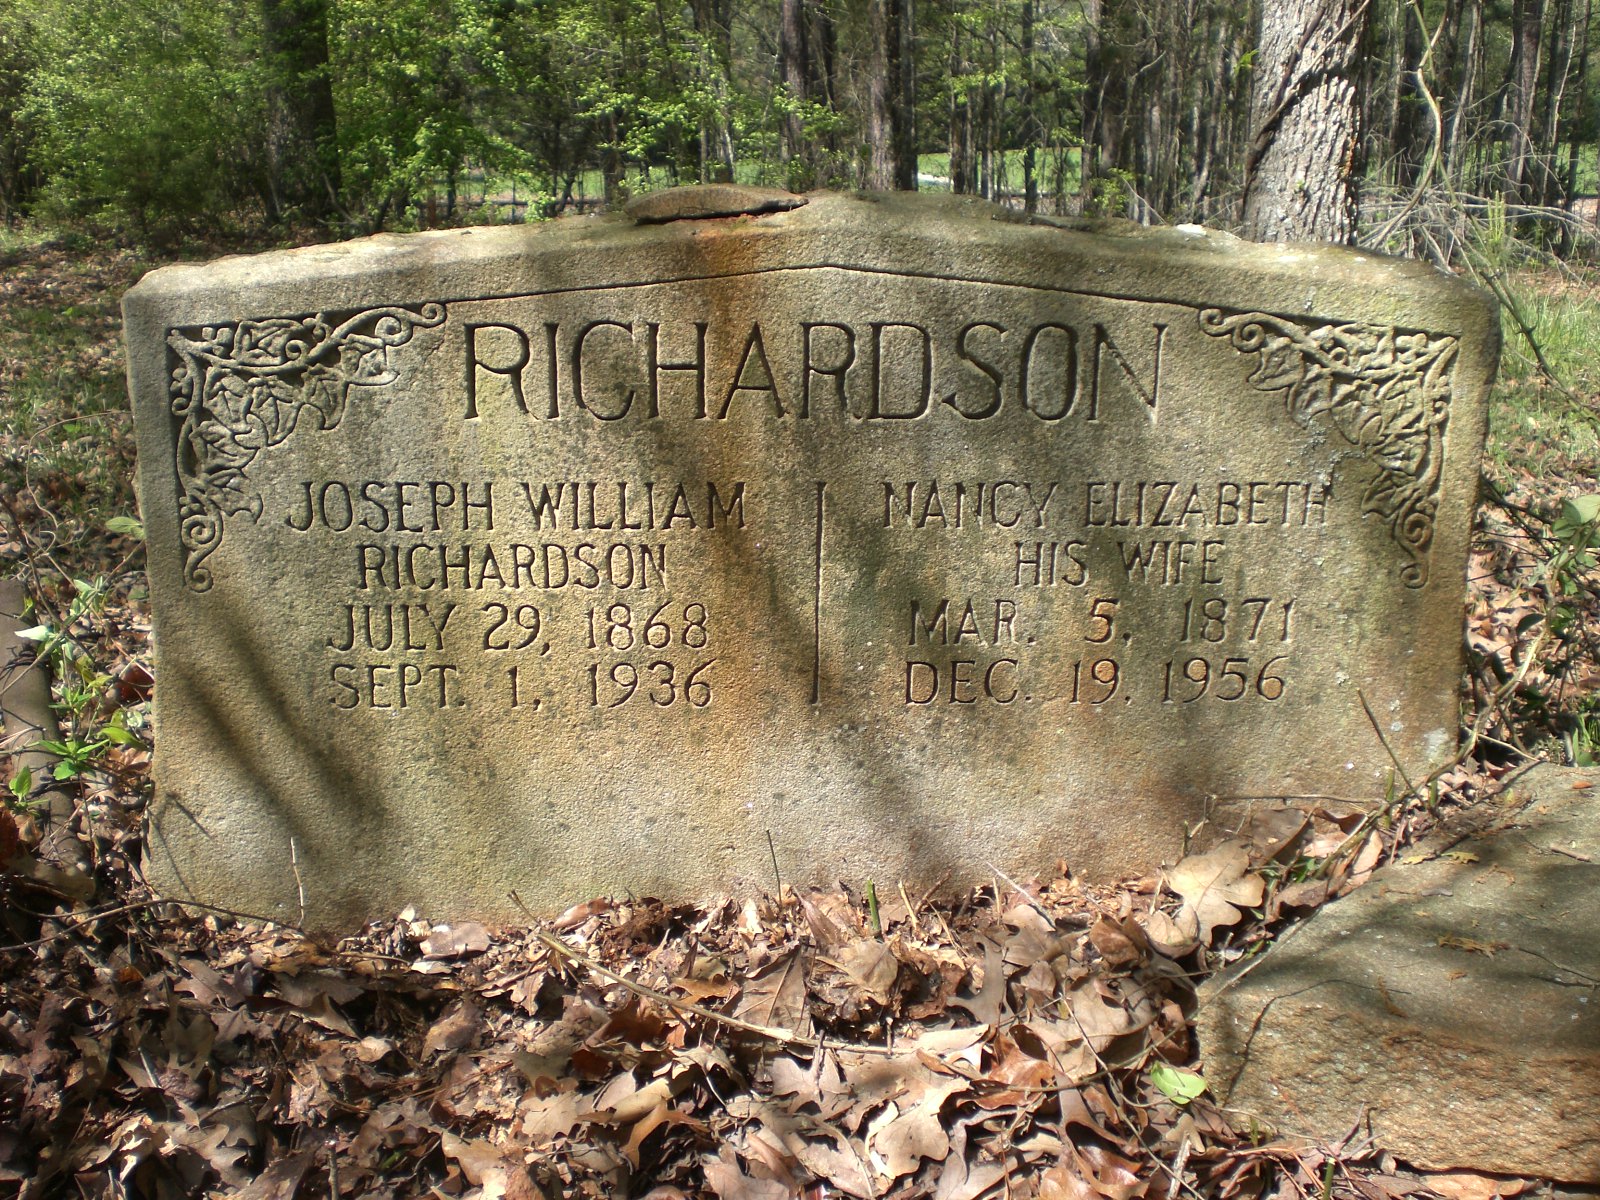 RICHARDSON
JOSEPH WILLIAM
RICHARDSON
JULY 29, 1868
SEPT. 1, 1936
NANCY ELIZABETH
HIS WIFE
MAR. 5, 1871
DEC. 19, 1956